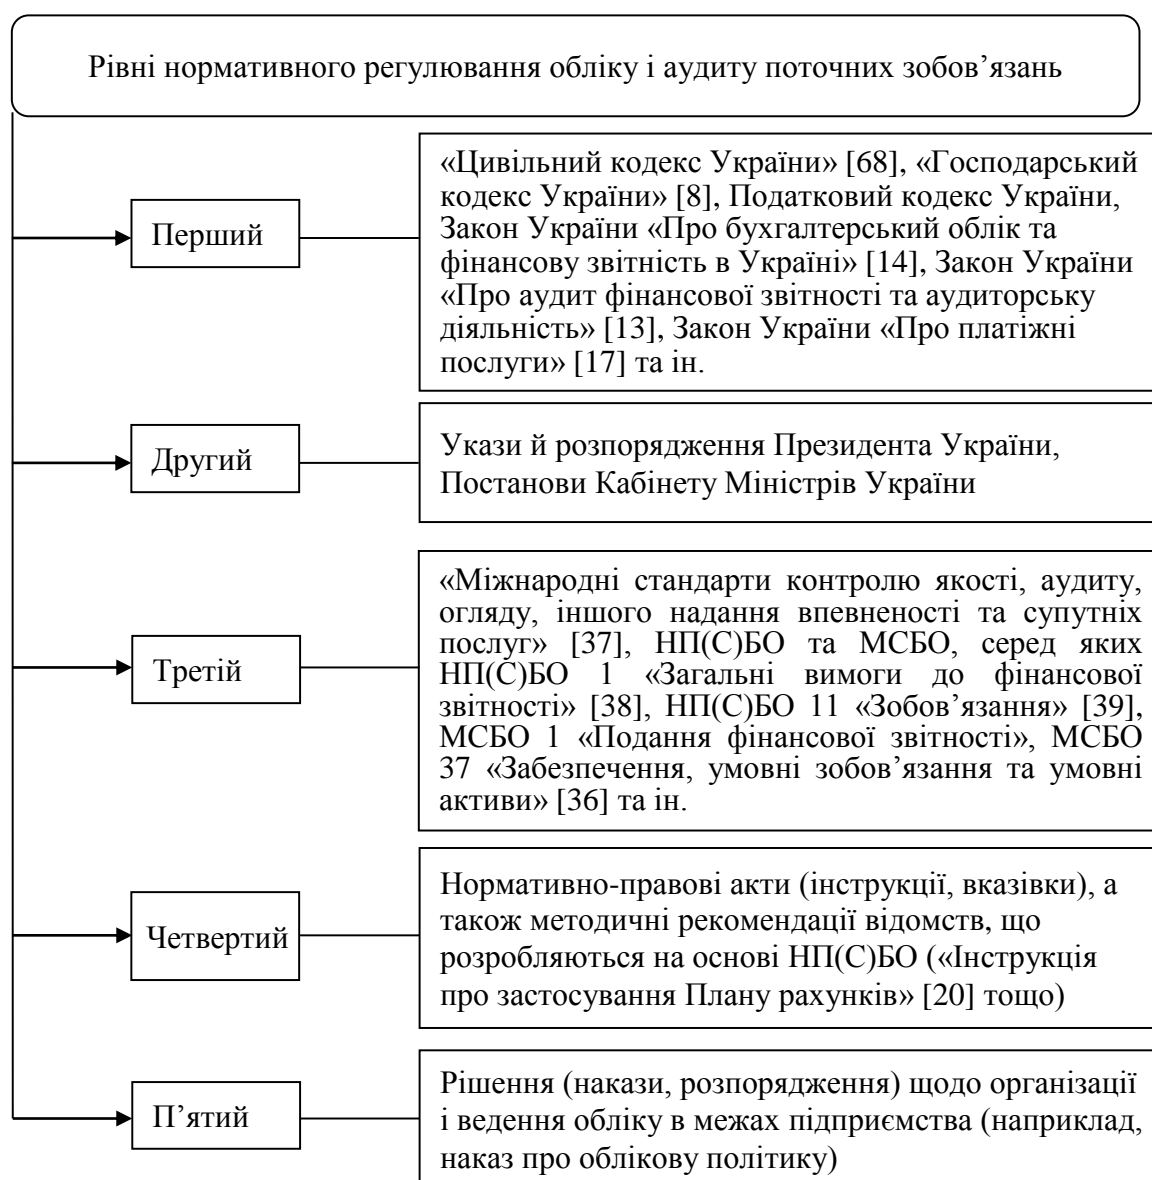 Рівні нормативного регулювання обліку і аудиту поточних зобов’язань
Перший
«Цивільний кодекс України» [68], «Господарський
кодекс України» [8], Податковий кодекс України,
Закон України «Про бухгалтерський облік та
фінансову звітність в Україні» [14], Закон України
«Про аудит фінансової звітності та аудиторську
діяльність» [13], Закон України «Про платіжні
послуги» [17] та ін.
Другий
Укази й розпорядження Президента України,
Постанови Кабінету Міністрів України
Третій
«Міжнародні стандарти контролю якості, аудиту,
огляду, іншого надання впевненості та супутніх
послуг» [37], НП(С)БО та МСБО, серед яких
НП(С)БО 1 «Загальні вимоги до фінансової
звітності» [38], НП(С)БО 11 «Зобов’язання» [39],
МСБО 1 «Подання фінансової звітності», МСБО
37 «Забезпечення, умовні зобов’язання та умовні
активи» [36] та ін.
Четвертий
Нормативно-правові акти (інструкції, вказівки), а
також методичні рекомендації відомств, що
розробляються на основі НП(С)БО («Інструкція
про застосування Плану рахунків» [20] тощо)
П’ятий
Рішення (накази, розпорядження) щодо організації
і ведення обліку в межах підприємства (наприклад,
наказ про облікову політику)